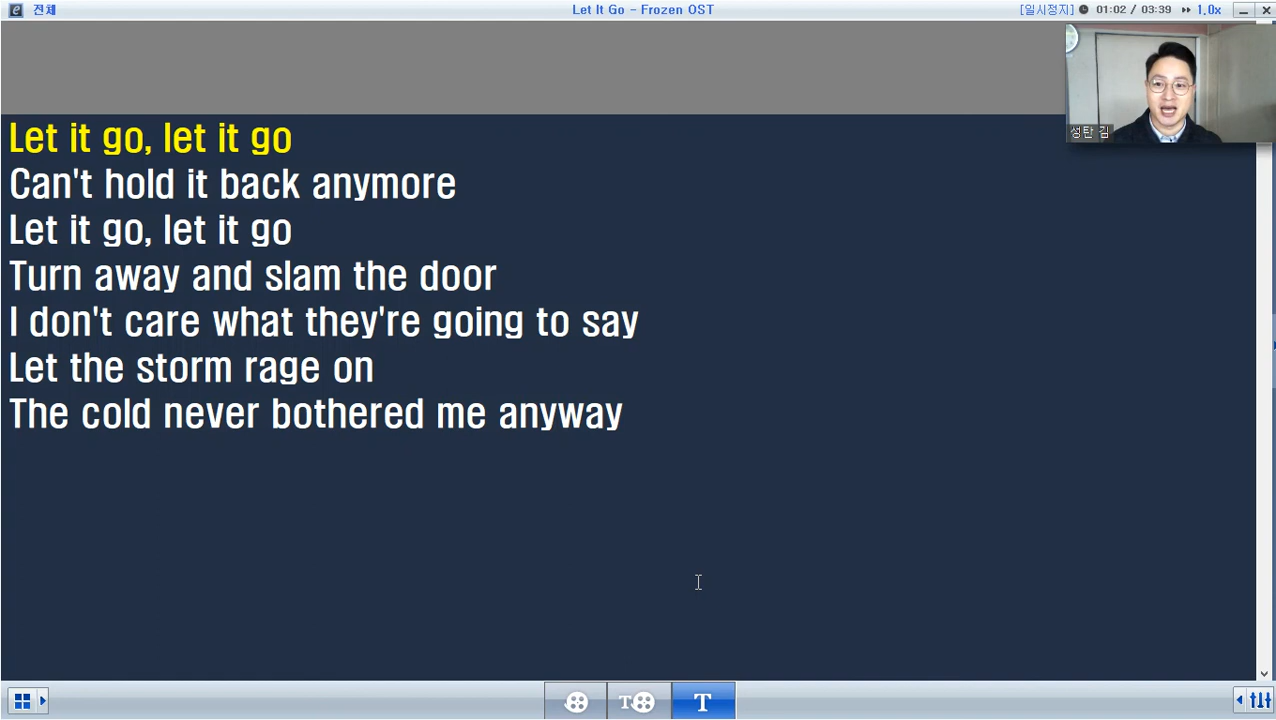 전체
Let It Go - Frozen OST
[일시정지] 01:02 / 03:39 1.0x
성탄 김
Let it go, let it go
Can't hold it back anymore
Let it go, let it go
Turn away and slam the door
I don't care what they're going to say
Let the storm rage on
The cold never bothered me anyway
T
T